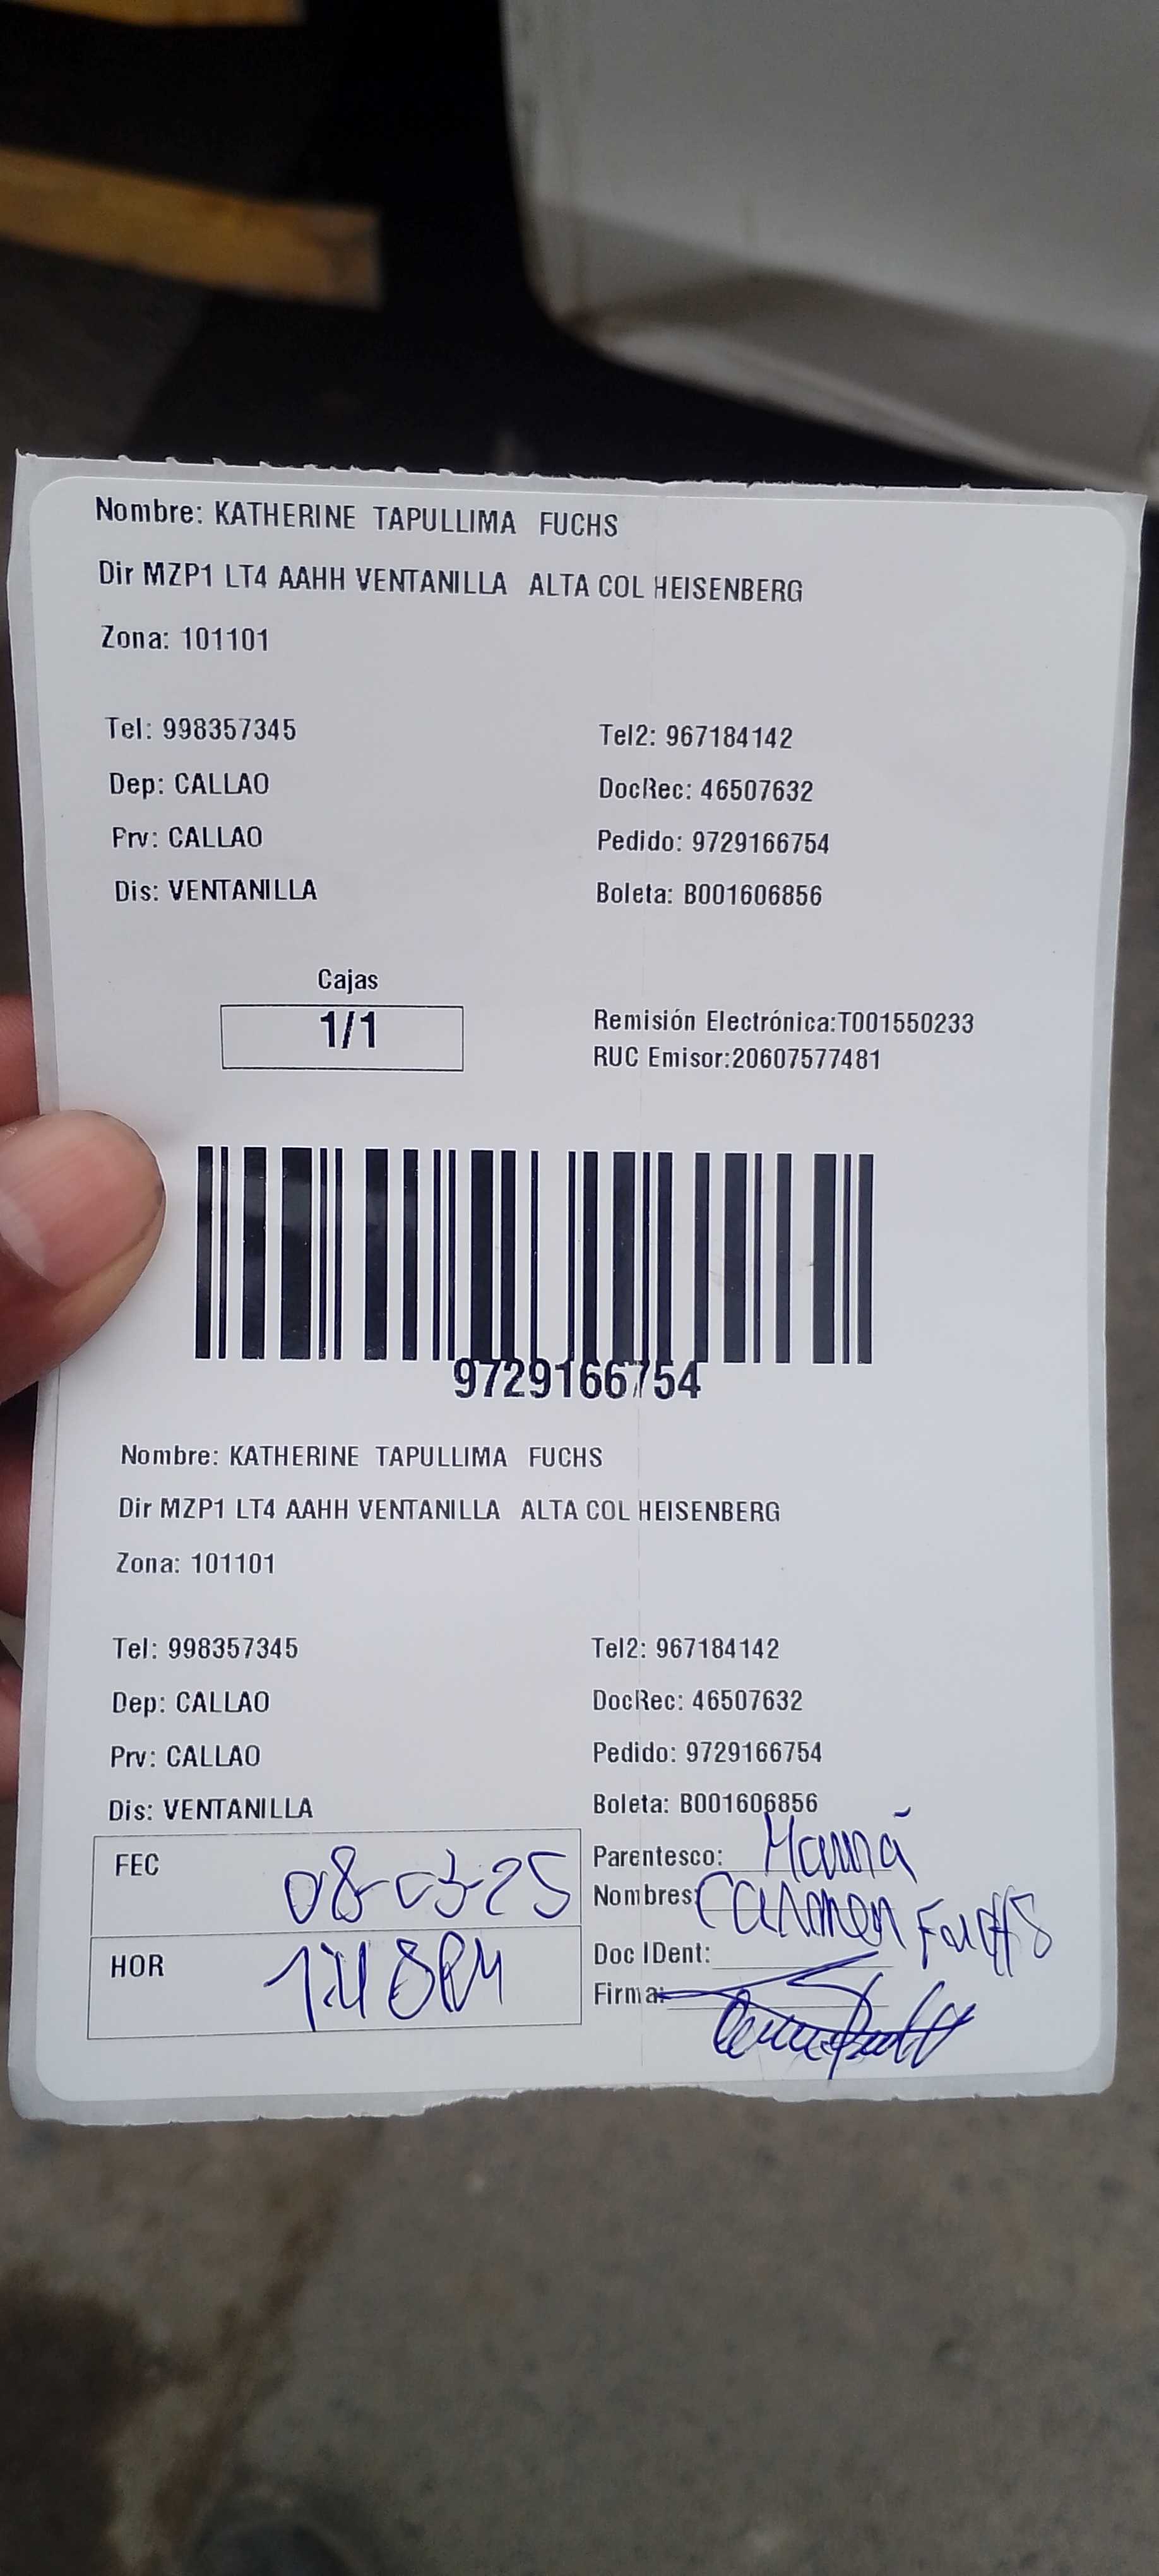 Nombre: KATHERINE TAPULLIMA FUCHS
Dir MZP1 LT4 AAHH VENTANILLA ALTA COL HEISENBERG
Zona: 101101
Tel: 998357345 Tel2: 967184142
Dep: CALLAO DocRec: 46507632
Prv: CALLAO Pedido: 9729166754
Dis: VENTANILLA Boleta: B001606856
Cajas
1/1
Remisión Electrónica:T001550233
RUC Emisor:20607577481
9729166754
Nombre: KATHERINE TAPULLIMA FUCHS
Dir MZP1 LT4 AAHH VENTANILLA ALTA COL HEISENBERG
Zona: 101101
Tel: 998357345 Tel2: 967184142
Dep: CALLAO DocRec: 46507632
Prv: CALLAO Pedido: 9729166754
Dis: VENTANILLA Boleta: B001606856
FEC 08-03-25
Parentesco: Mamá
Nombres: Carmen
HOR
Doc IDent:
Firma: